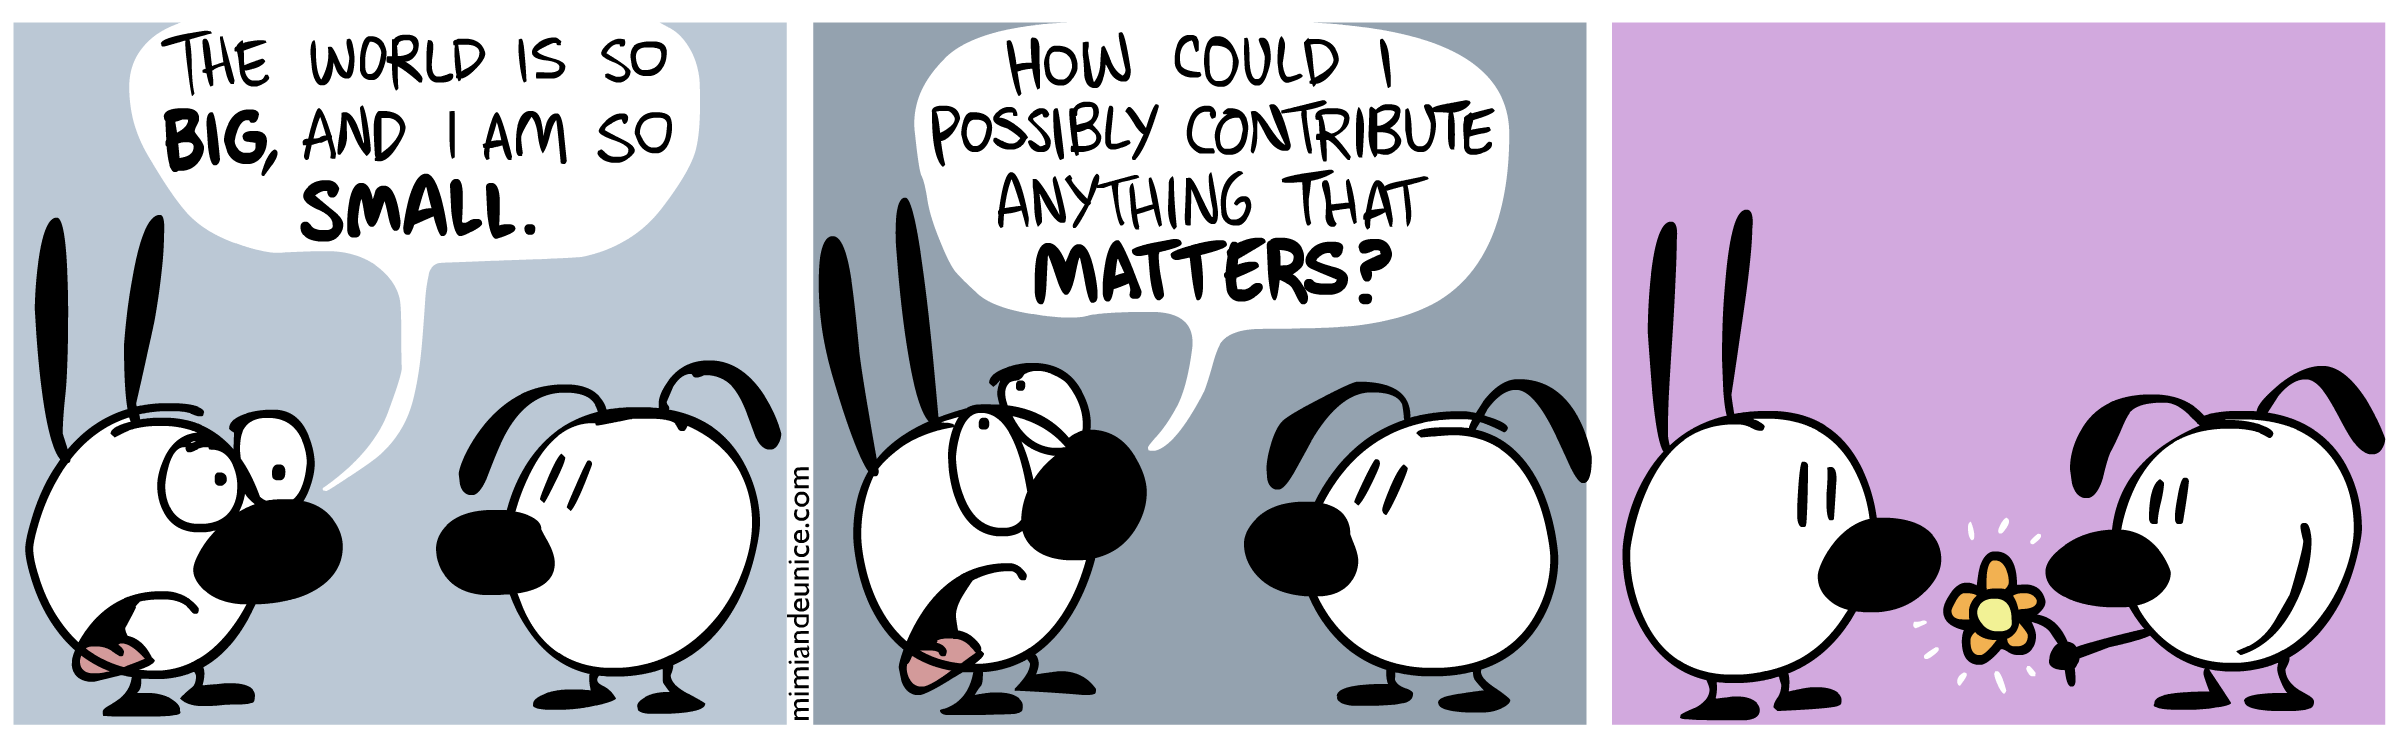 THE WORLD IS SO
BIG, AND I AM SO
SMALL.
HOW COULD I
POSSIBLY CONTRIBUTE
ANYTHING THAT
MATTERS?
mimiandeunice.com